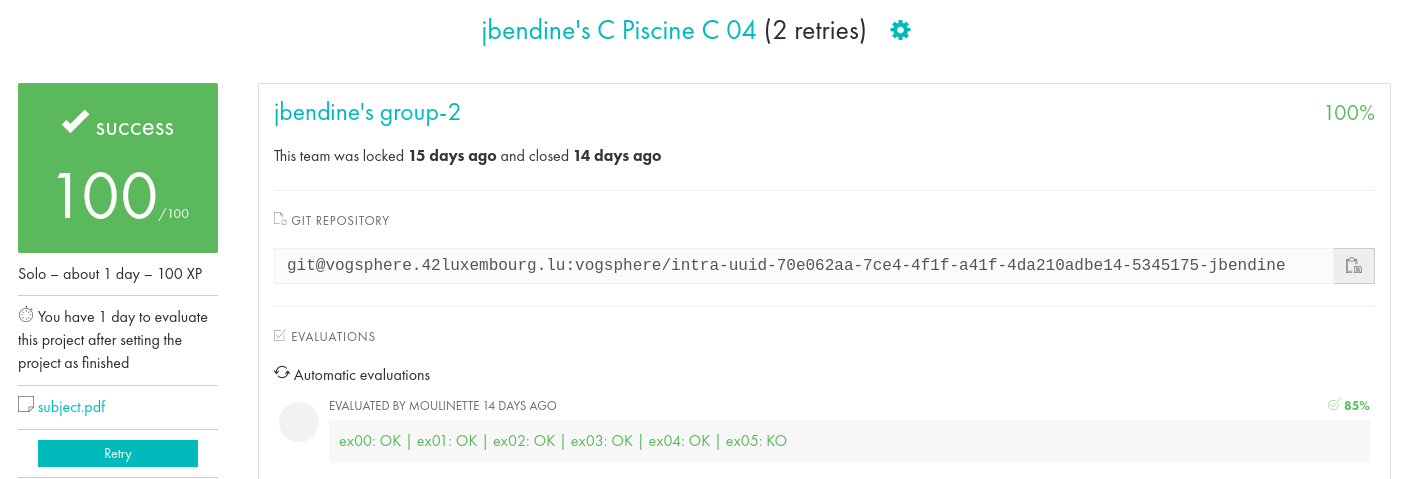 jbendine's C Piscine C 04 (2 retries)
success
100/100
Solo – about 1 day – 100 XP
You have 1 day to evaluate
this project after setting the
project as finished
subject.pdf
Retry
jbendine's group-2
100%
This team was locked 15 days ago and closed 14 days ago
GIT REPOSITORY
git@vogsphere.42luxembourg.lu:vogsphere/intra-uuid-70e062aa-7ce4-4f1f-a41f-4da210adbe14-5345175-jbendine
EVALUATIONS
Automatic evaluations
EVALUATED BY MOULINETTE 14 DAYS AGO
85%
ex00: OK | ex01: OK | ex02: OK | ex03: OK | ex04: OK | ex05: KO